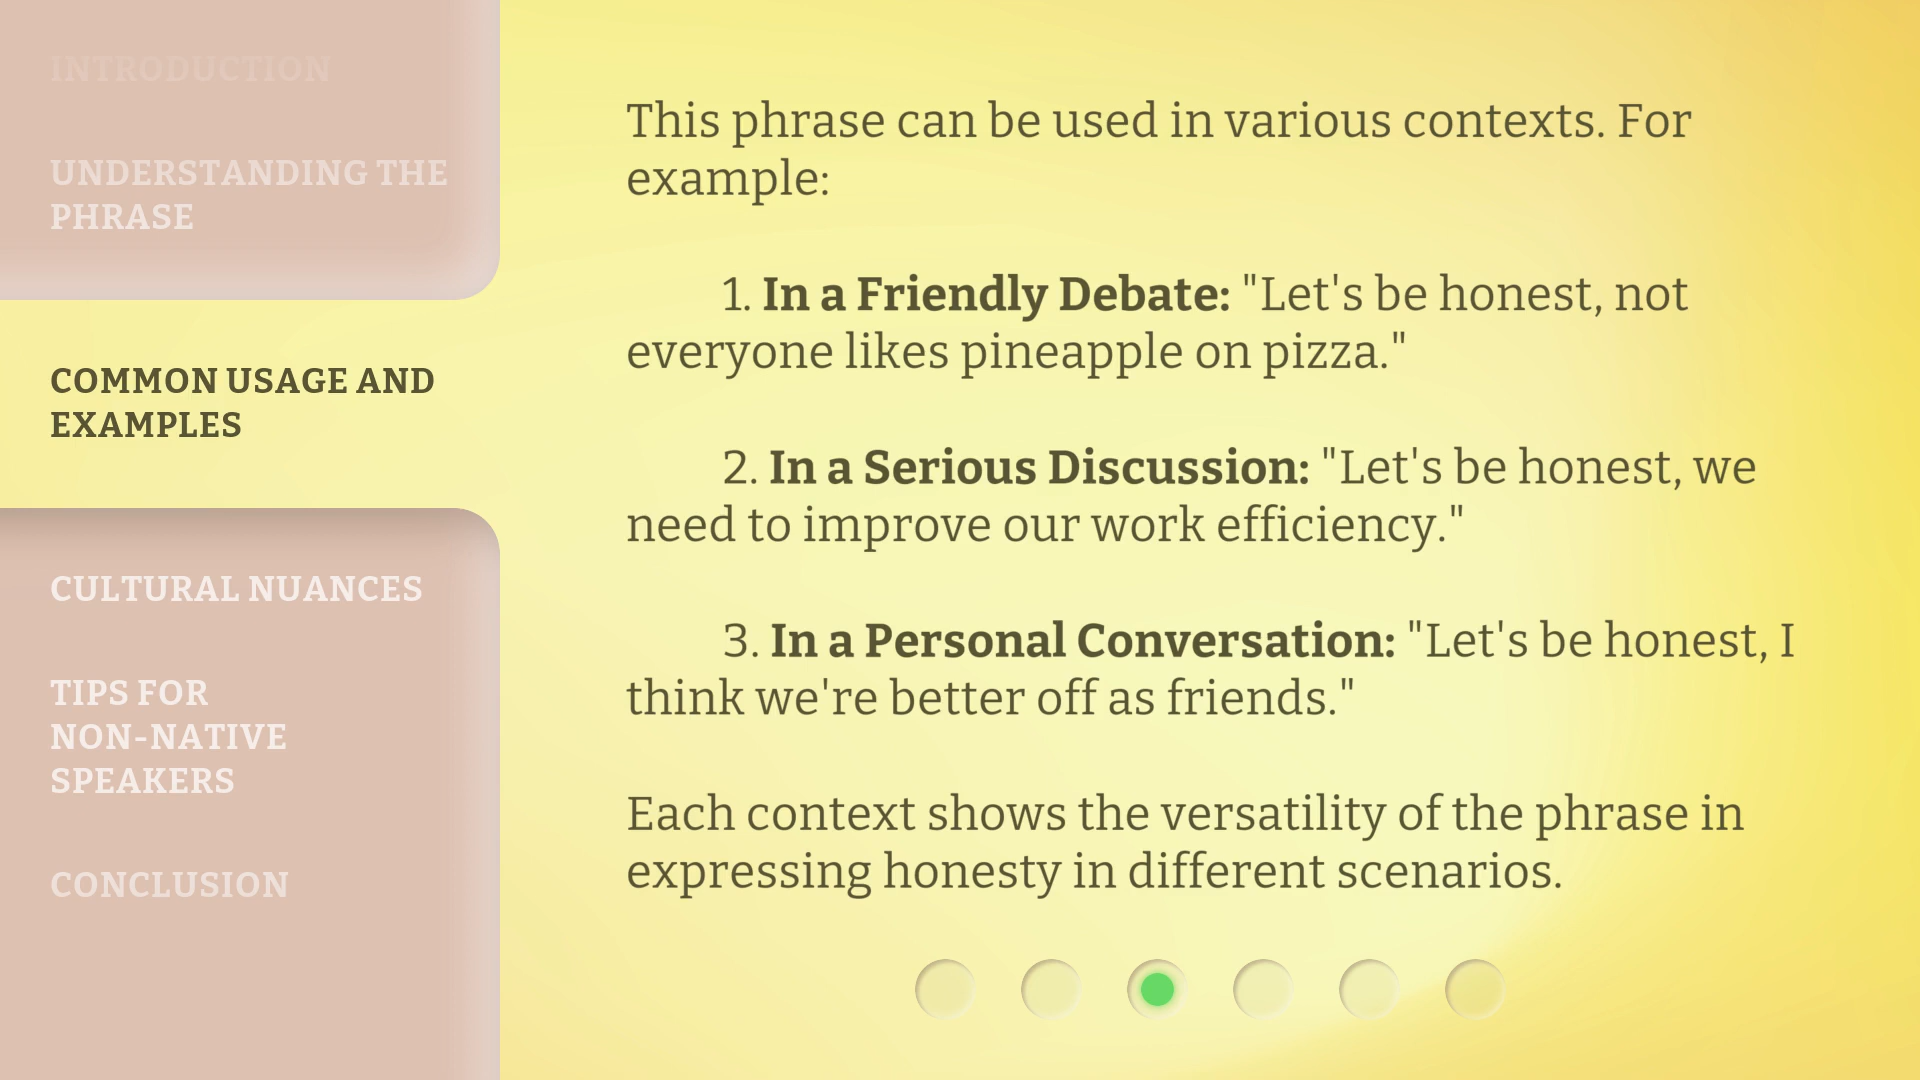 INTRODUCTION
UNDERSTANDING THE
PHRASE
COMMON USAGE AND
EXAMPLES
CULTURAL NUANCES
TIPS FOR
NON-NATIVE
SPEAKERS
CONCLUSION
This phrase can be used in various contexts. For
example:
1. In a Friendly Debate: "Let's be honest, not
everyone likes pineapple on pizza."
2. In a Serious Discussion: "Let's be honest, we
need to improve our work efficiency."
3. In a Personal Conversation: "Let's be honest, I
think we're better off as friends."
Each context shows the versatility of the phrase in
expressing honesty in different scenarios.